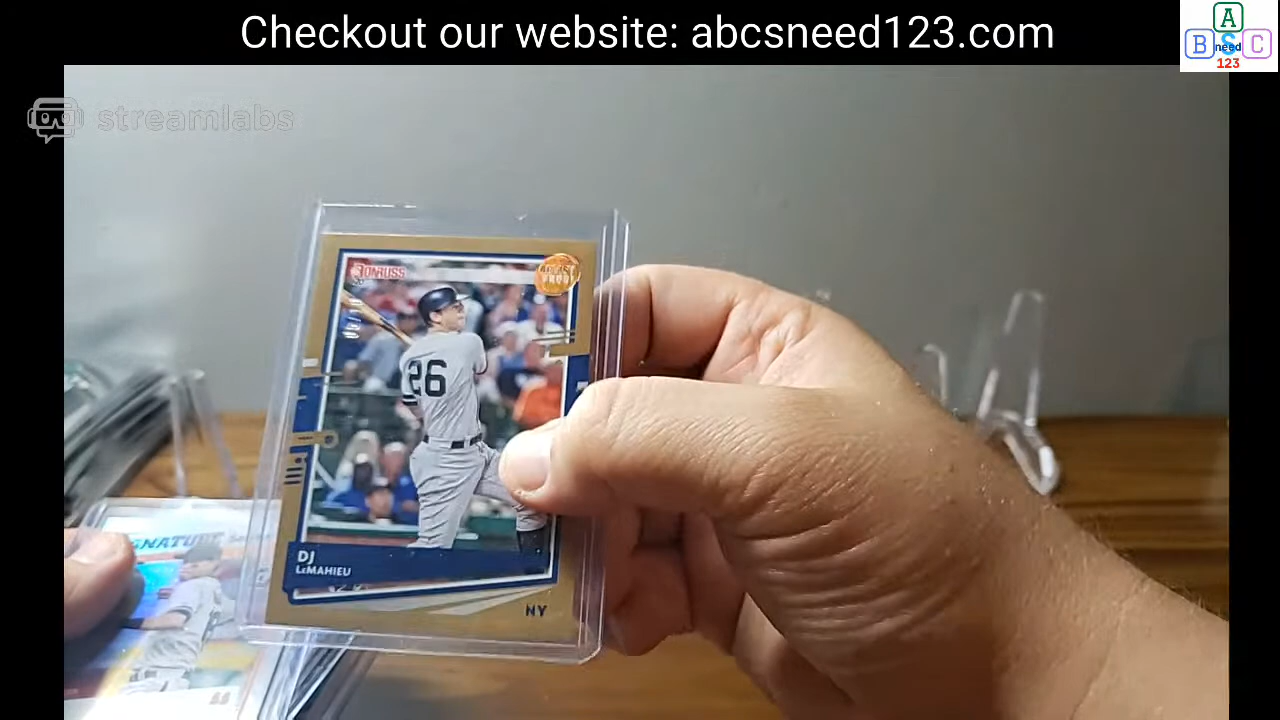 Checkout our website: abcsneed123.com
A
B
need
S
C
123
streamlabs
DONRUSS
26
DJ
LeMAHIEU
NY